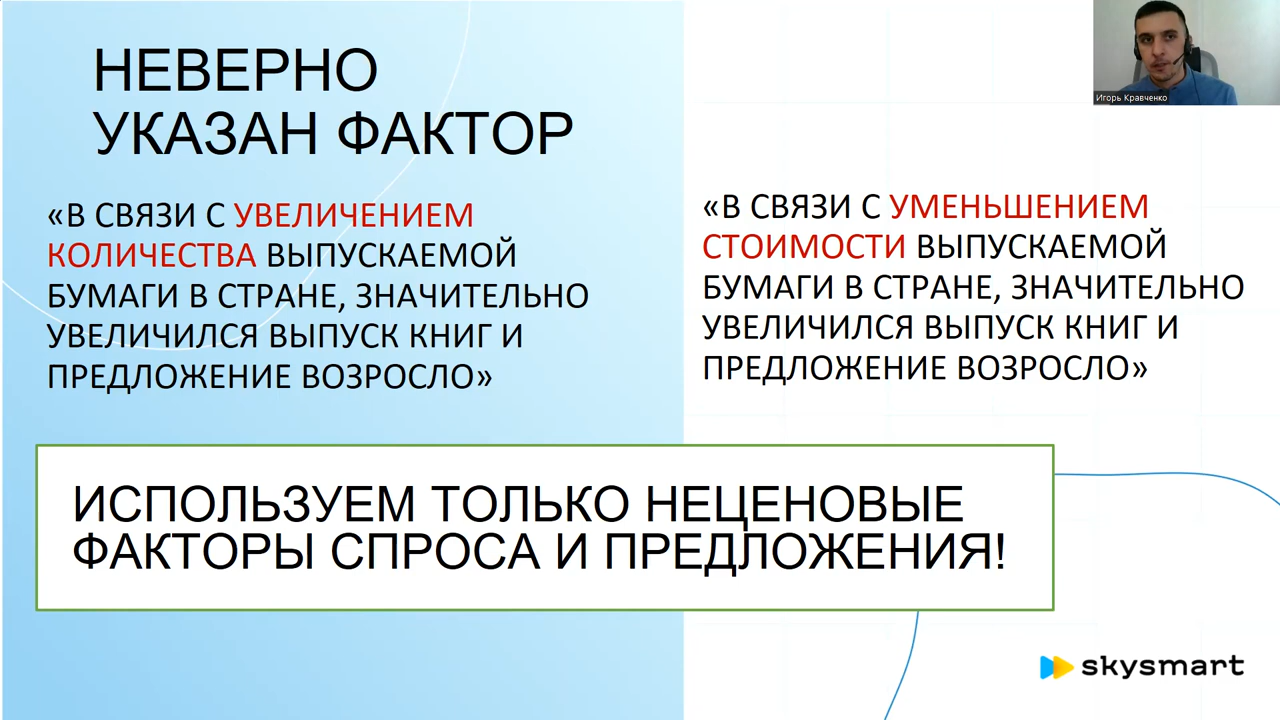 НЕВЕРНО
УКАЗАН ФАКТОР
«В СВЯЗИ С УВЕЛИЧЕНИЕМ
КОЛИЧЕСТВА ВЫПУСКАЕМОЙ
БУМАГИ В СТРАНЕ, ЗНАЧИТЕЛЬНО
УВЕЛИЧИЛСЯ ВЫПУСК КНИГ И
ПРЕДЛОЖЕНИЕ ВОЗРОСЛО»
Игорь Кравченко
«В СВЯЗИ С УМЕНЬШЕНИЕМ
СТОИМОСТИ ВЫПУСКАЕМОЙ
БУМАГИ В СТРАНЕ, ЗНАЧИТЕЛЬНО
УВЕЛИЧИЛСЯ ВЫПУСК КНИГ И
ПРЕДЛОЖЕНИЕ ВОЗРОСЛО»
ИСПОЛЬЗУЕМ ТОЛЬКО НЕЦЕНОВЫЕ
ФАКТОРЫ СПРОСА И ПРЕДЛОЖЕНИЯ!
skysmart